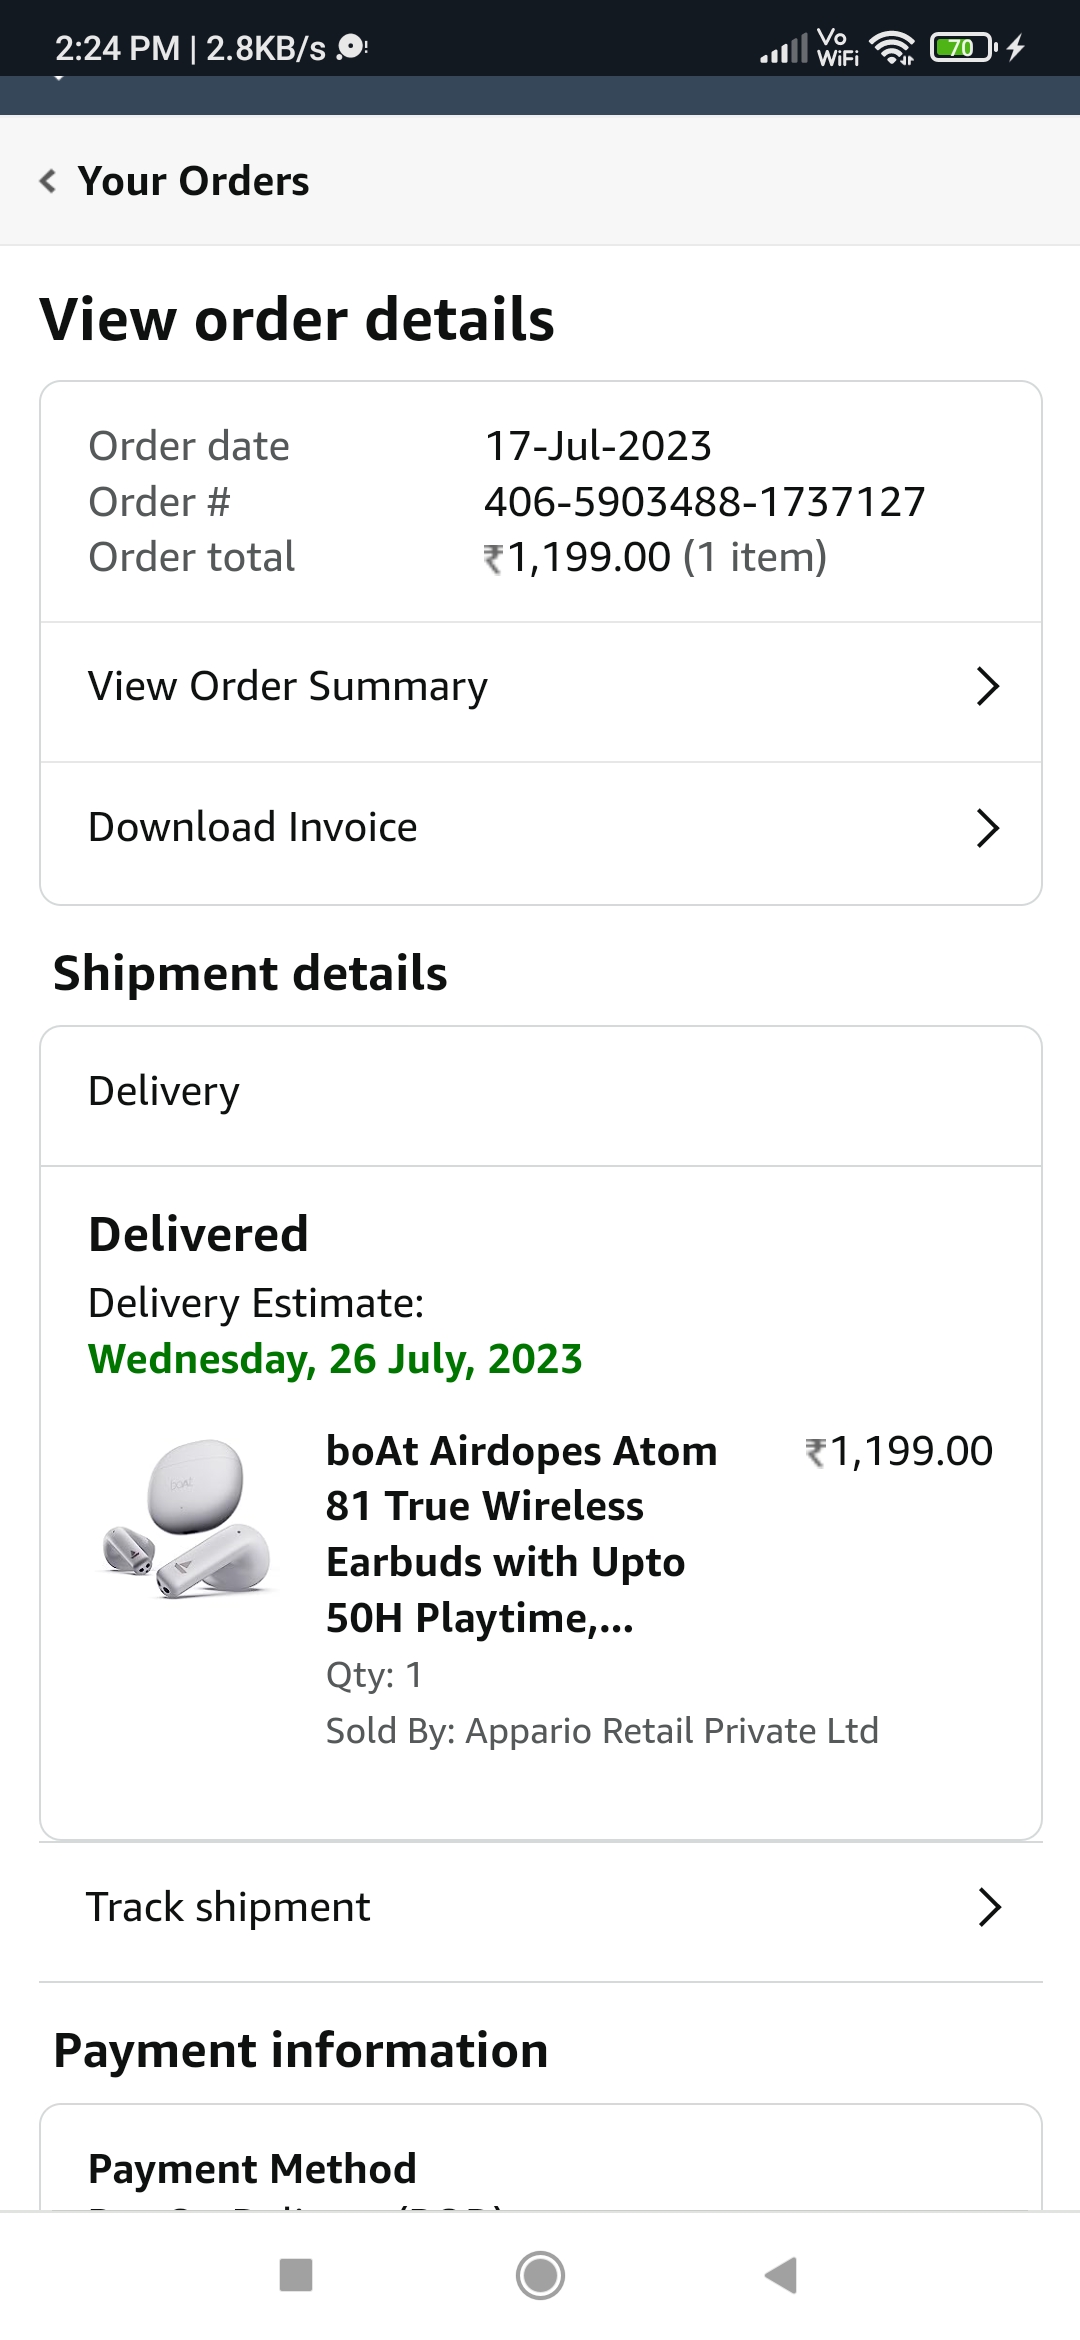 2:24 PM | 2.8KB/s
Vo
WiFi
70
Your Orders
View order details
Order date 17-Jul-2023
Order # 406-5903488-1737127
Order total ₹1,199.00 (1 item)
View Order Summary
Download Invoice
Shipment details
Delivery
Delivered
Delivery Estimate:
Wednesday, 26 July, 2023
boAt
boAt Airdopes Atom ₹1,199.00
81 True Wireless
Earbuds with Upto
50H Playtime,...
Qty: 1
Sold By: Appario Retail Private Ltd
Track shipment
Payment information
Payment Method